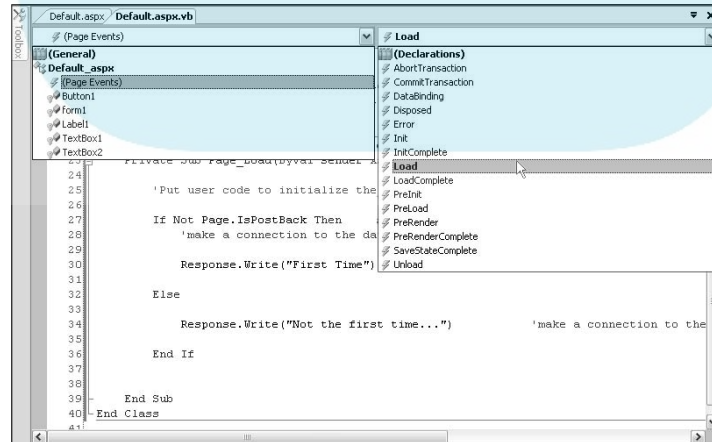 Toolbox
Default.aspx Default.aspx.vb
(Page Events)
Load
(General)
Default_aspx
(Page Events)
Button1
form1
Label1
TextBox1
TextBox2
(Declarations)
AbortTransaction
CommitTransaction
DataBinding
Disposed
Error
Init
InitComplete
Load
LoadComplete
PreInit
PreLoad
PreRender
PreRenderComplete
SaveStateComplete
Unload
23 Private Sub Page_Load(ByVal sender A
24
25 'Put user code to initialize the
26
27 If Not Page.IsPostBack Then
28 'make a connection to the da
29
30 Response.Write("First Time")
31
32 Else
33
34 Response.Write("Not the first time...") 'make a connection to the
35
36 End If
37
38
39 End Sub
40 End Class
41